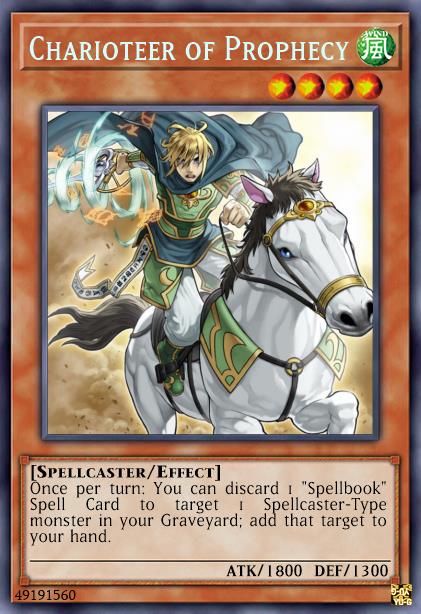 Charioteer of Prophecy
WIND
風
[Spellcaster/Effect]
Once per turn: You can discard 1 "Spellbook"
Spell Card to target 1 Spellcaster-Type
monster in your Graveyard; add that target to
your hand.
ATK/1800 DEF/1300
49191560